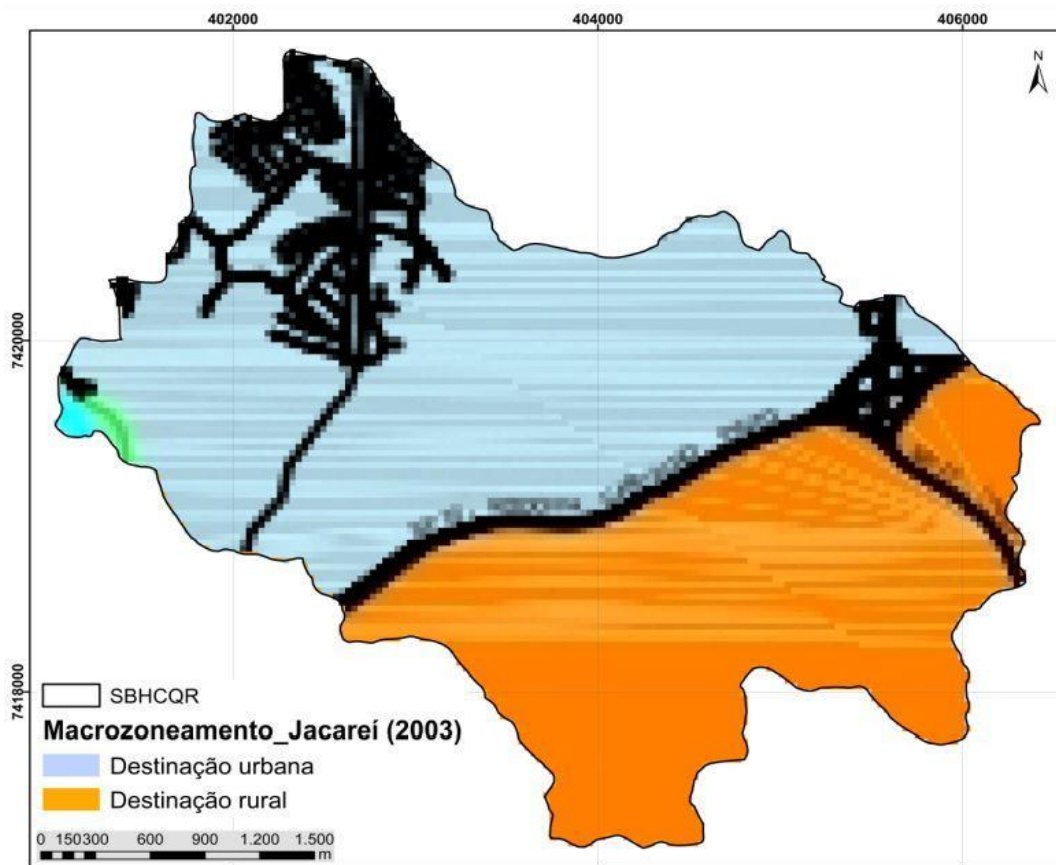 402000 404000 406000
N
7420000
7418000
SBHCQR
Macrozoneamento_Jacareí (2003)
Destinação urbana
Destinação rural
0 150300 600 900 1.200 1.500
m